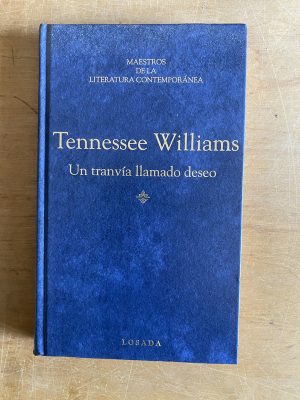 MAESTROS
DE LA
LITERATURA CONTEMPORÁNEA
Tennessee Williams
Un tranvía llamado deseo
LOSADA